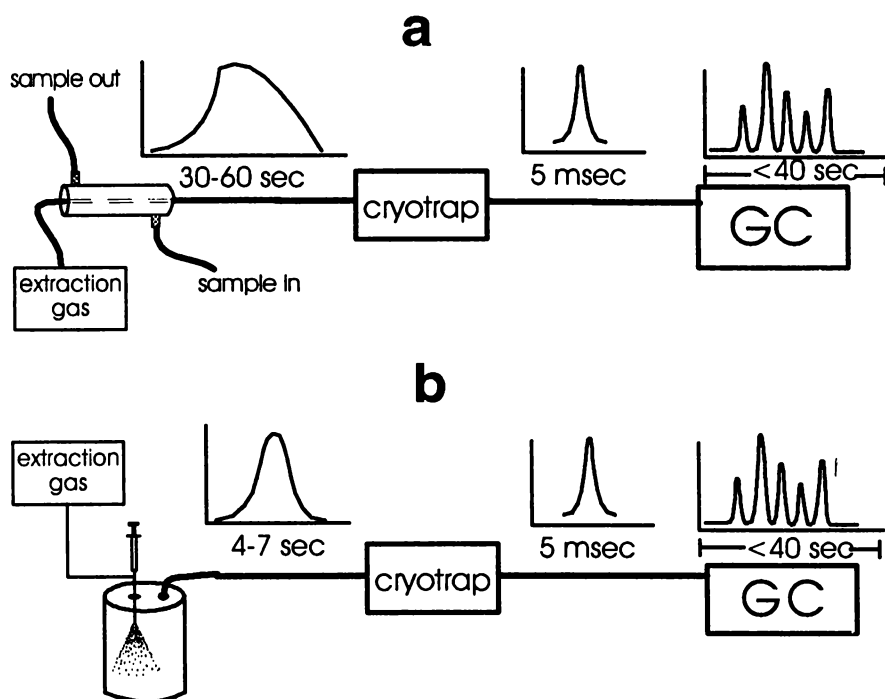 a
sample out
30-60 sec
5 msec
<40 sec
cryotrap
GC
extraction
gas
sample in
b
extraction
gas
4-7 sec
5 msec
<40 sec
cryotrap
GC